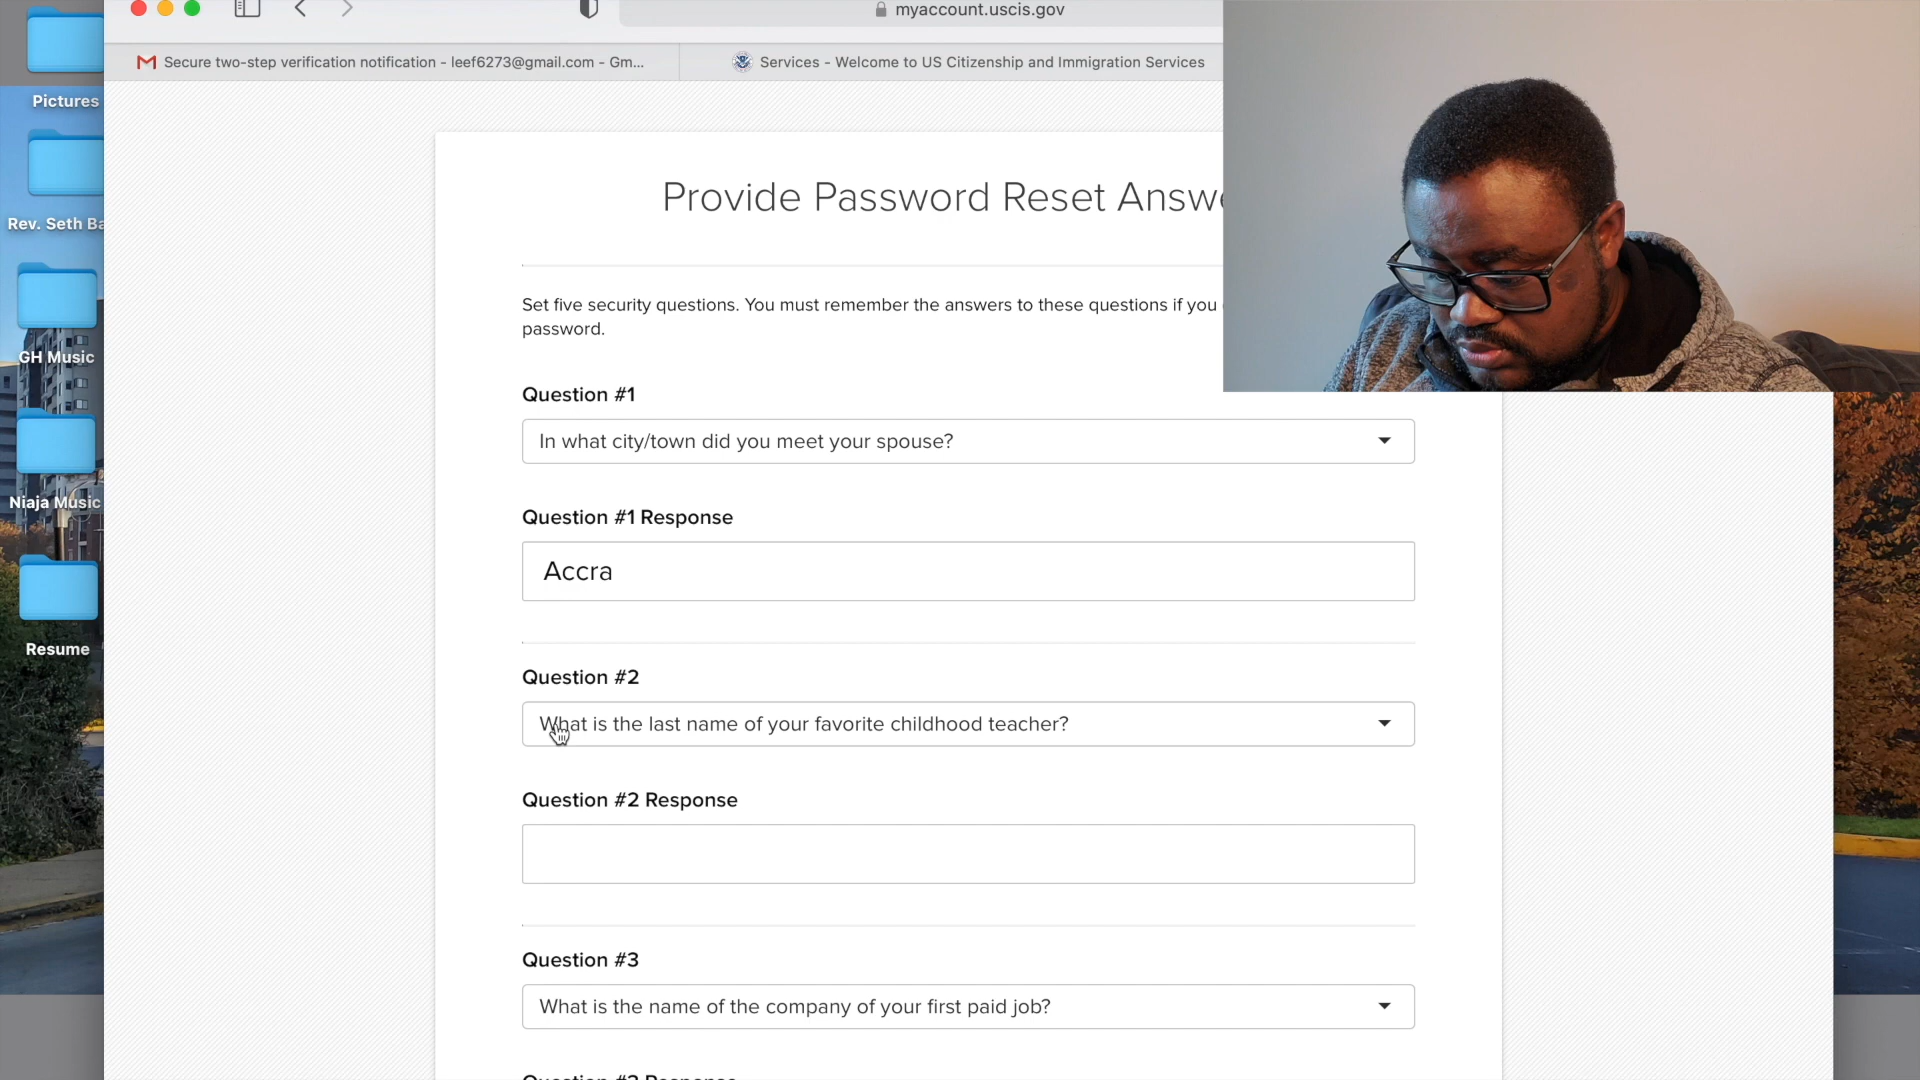 myaccount.uscis.gov
Secure two-step verification notification - leef6273@gmail.com - Gm...
Services - Welcome to US Citizenship and Immigration Services
Pictures
Rev. Seth Ba
GH Music
Niaja Music
Resume
Provide Password Reset Answe
Set five security questions. You must remember the answers to these questions if you
password.
Question #1
In what city/town did you meet your spouse?
Question #1 Response
Accra
Question #2
What is the last name of your favorite childhood teacher?
Question #2 Response
Question #3
What is the name of the company of your first paid job?